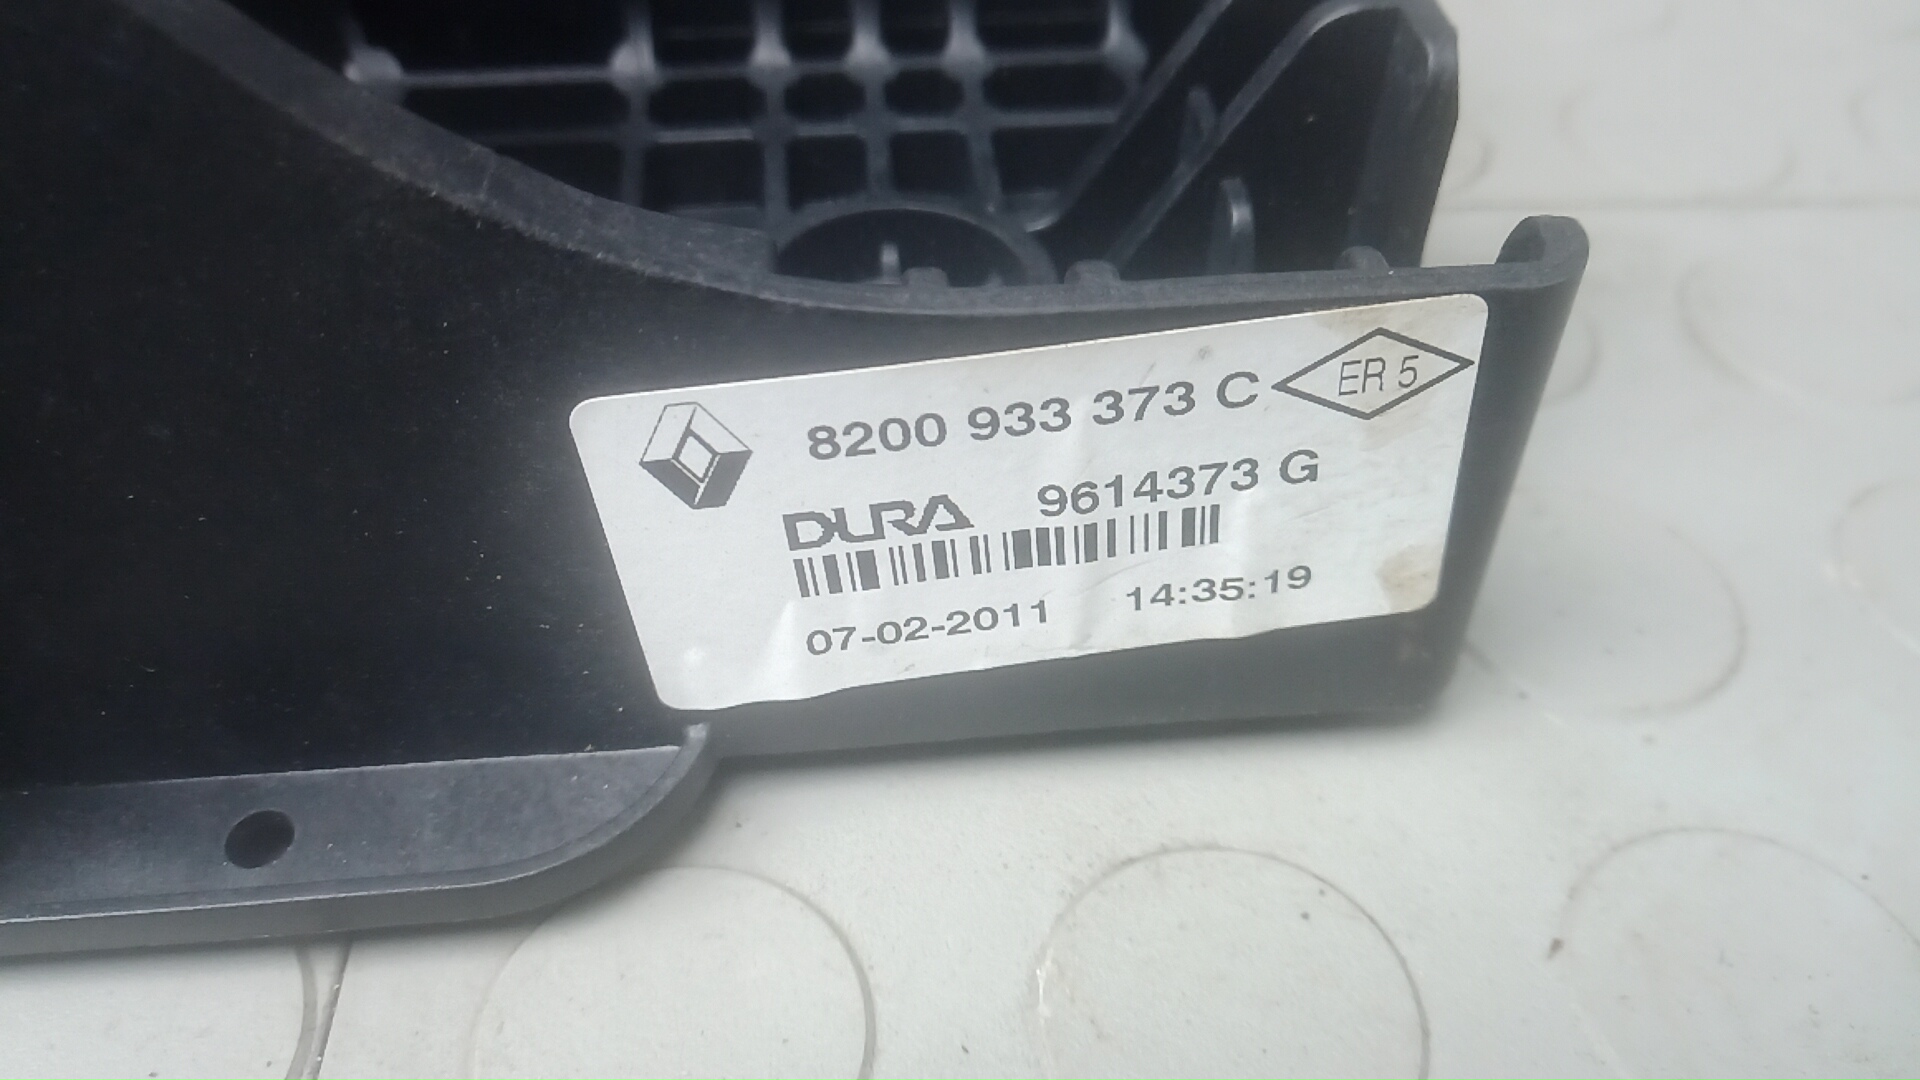 8200 933 373 C ER 5
DURA 9614373 G
07-02-2011 14:35:19